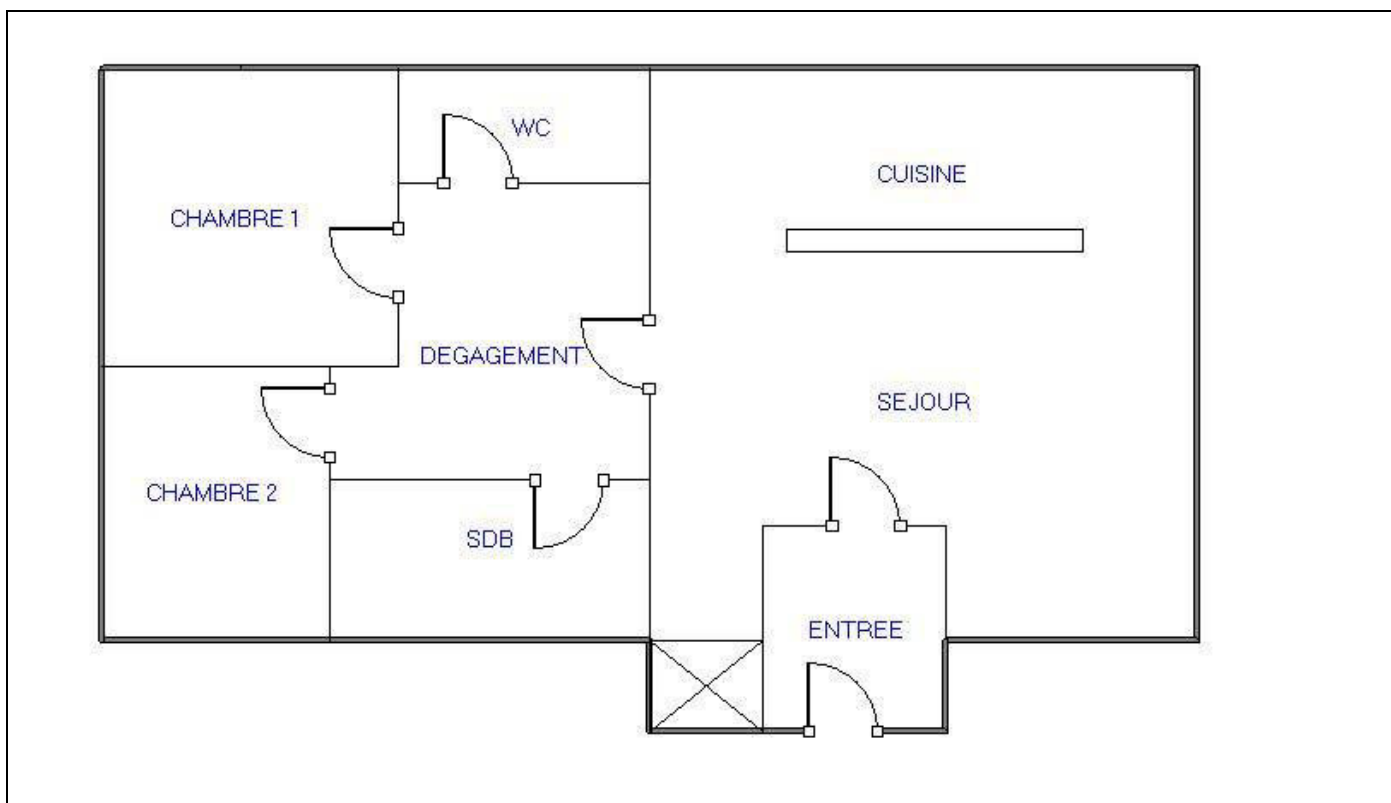 WC
CUISINE
CHAMBRE 1
DEGAGEMENT
SEJOUR
CHAMBRE 2
SDB
ENTREE